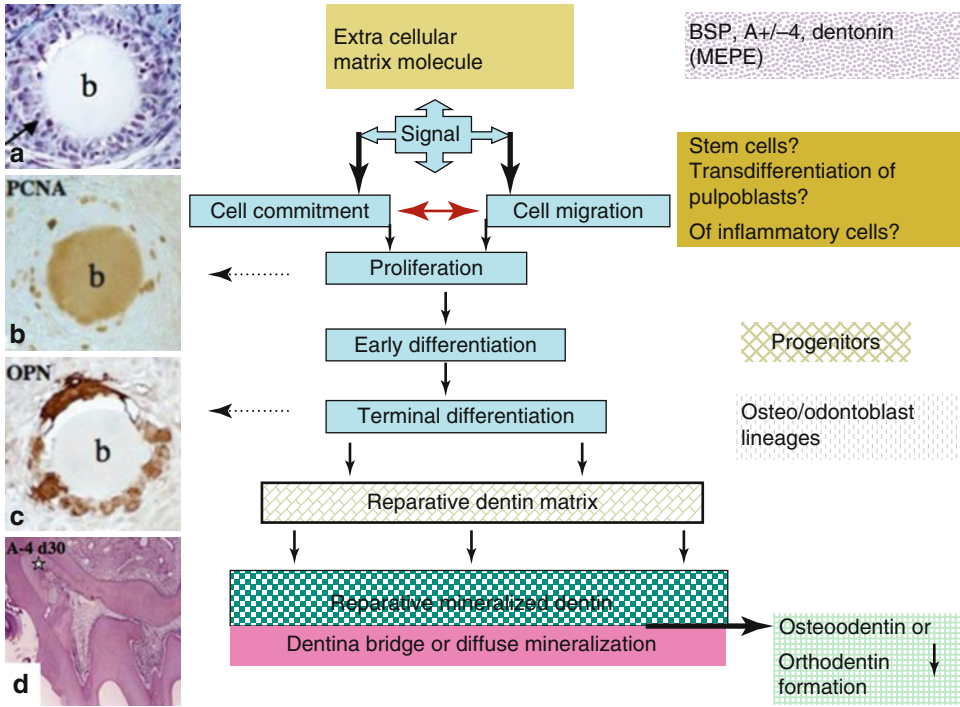 b
a
PCNA
b
b
OPN
b
c
A-4 d30
d
Extra cellular
matrix molecule
Signal
Cell commitment
Cell migration
Proliferation
Early differentiation
Terminal differentiation
Reparative dentin matrix
Reparative mineralized dentin
Dentina bridge or diffuse mineralization
BSP, A+/–4, dentonin
(MEPE)
Stem cells?
Transdifferentiation of
pulpoblasts?
Of inflammatory cells?
Progenitors
Osteo/odontoblast
lineages
Osteoodentin or
Orthodentin
formation